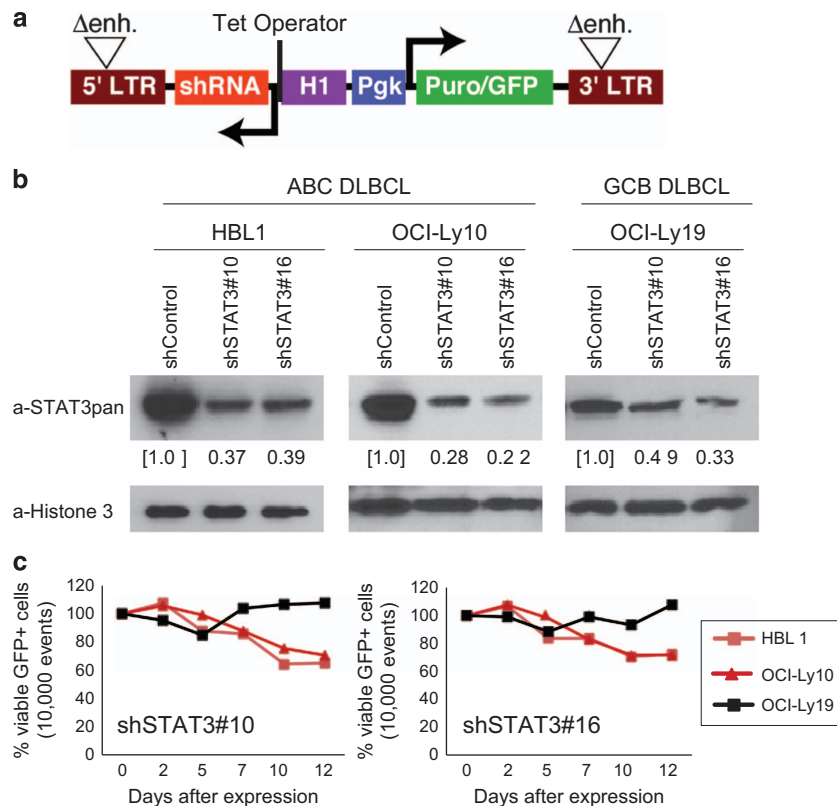 a
Δenh.
Tet Operator
Δenh.
5' LTR
shRNA
H1
Pgk
Puro/GFP
3' LTR
b
ABC DLBCL
GCB DLBCL
HBL1
OCI-Ly10
OCI-Ly19
shControl
shSTAT3#10
shSTAT3#16
shControl
shSTAT3#10
shSTAT3#16
shControl
shSTAT3#10
shSTAT3#16
a-STAT3pan
[1.0 ] 0.37 0.39
[1.0] 0.28 0.2 2
[1.0] 0.4 9 0.33
a-Histone 3
c
% viable GFP+ cells
(10,000 events)
120
100
80
60
40
20
0
shSTAT3#10
0 2 5 7 10 12
Days after expression
% viable GFP+ cells
(10,000 events)
120
100
80
60
40
20
0
shSTAT3#16
0 2 5 7 10 12
Days after expression
HBL 1
OCI-Ly10
OCI-Ly19